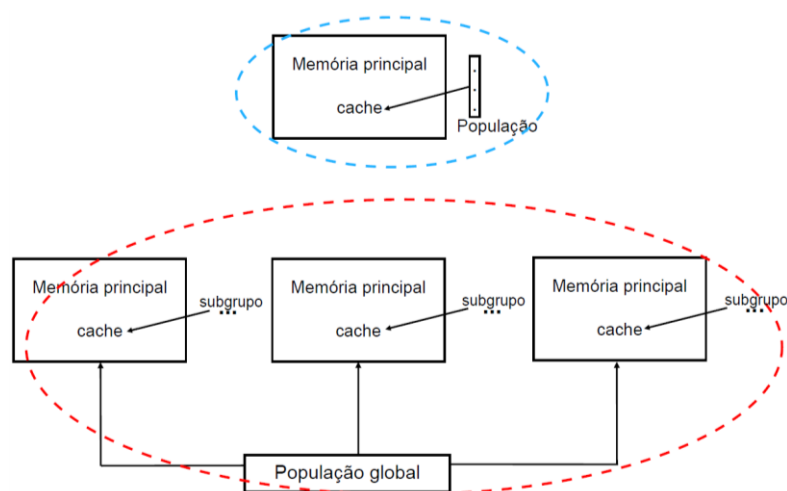 Memória principal
cache
População
Memória principal
cache
subgrupo
Memória principal
cache
subgrupo
Memória principal
cache
subgrupo
População global